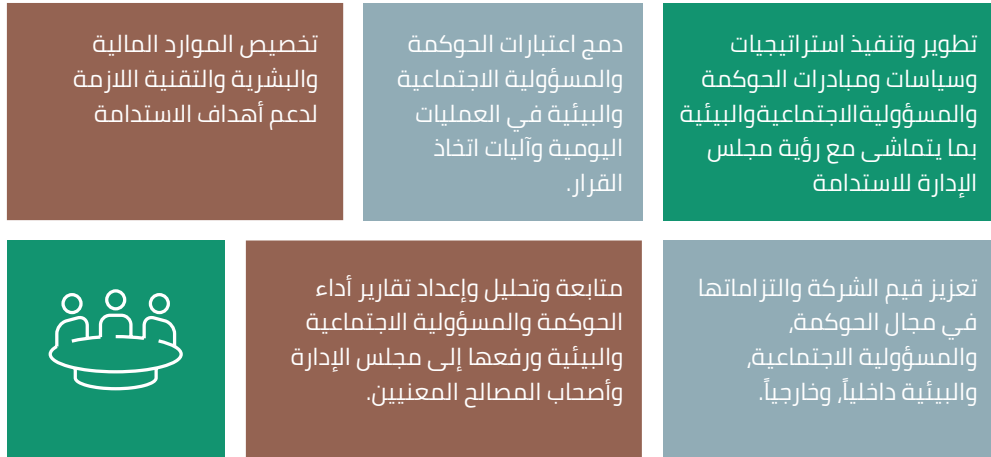 تطوير وتنفيذ استراتيجيات
وسياسات ومبادرات الحوكمة
والمسؤوليةالاجتماعيةوالبيئية
بما يتماشى مع رؤية مجلس
الإدارة للاستدامة
دمج اعتبارات الحوكمة
والمسؤولية الاجتماعية
والبيئية في العمليات
اليومية وآليات اتخاذ
القرار.
تخصيص الموارد المالية
والبشرية والتقنية اللازمة
لدعم أهداف الاستدامة
تعزيز قيم الشركة والتزاماتها
في مجال الحوكمة،
والمسؤولية الاجتماعية،
والبيئية داخلياً، وخارجياً.
متابعة وتحليل وإعداد تقارير أداء
الحوكمة والمسؤولية الاجتماعية
والبيئية ورفعها إلى مجلس الإدارة
وأصحاب المصالح المعنيين.